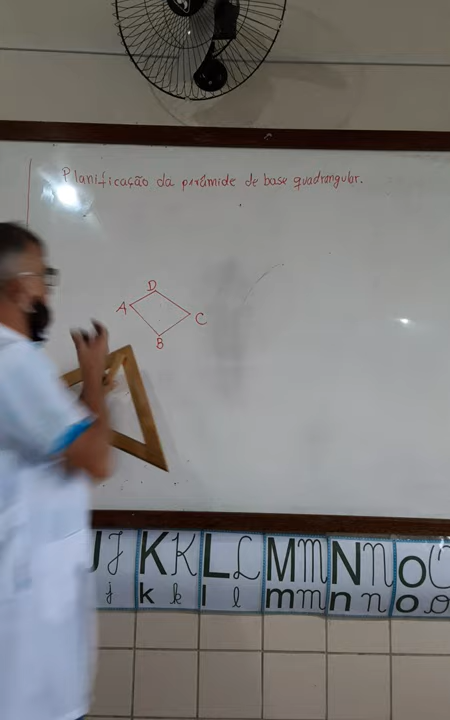 Planificação da pirâmide de base quadrangular.
D
A
C
B
J J K K L L M M N N O O
j k k l l m m n n o o